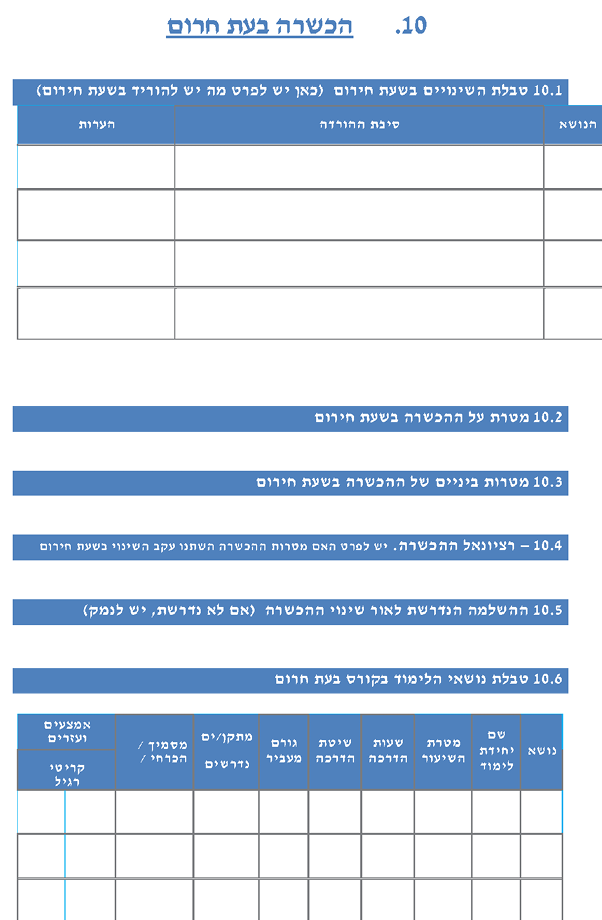 10. הכשרה בעת חרום
10.1 טבלת השינויים בשעת חירום (כאן יש לפרט מה יש להוריד בשעת חירום)
הנושא סיבת ההורדה הערות
10.2 מטרת על ההכשרה בשעת חירום
10.3 מטרות ביניים של ההכשרה בשעת חירום
10.4 – רציונאל ההכשרה. יש לפרט האם מטרות ההכשרה השתנו עקב השינוי בשעת חירום
10.5 ההשלמה הנדרשת לאור שינוי ההכשרה (אם לא נדרשת, יש לנמק)
10.6 טבלת נושאי הלימוד בקורס בעת חרום
נושא
שם
יחידת
לימוד
מטרת
השיעור
שעות
הדרכה
שיטת
הדרכה
גורם
מעביר
מתקן/ים
נדרשים
מסמיך /
הכרחי /
אמצעים
ועזרים
קריטי
רגיל